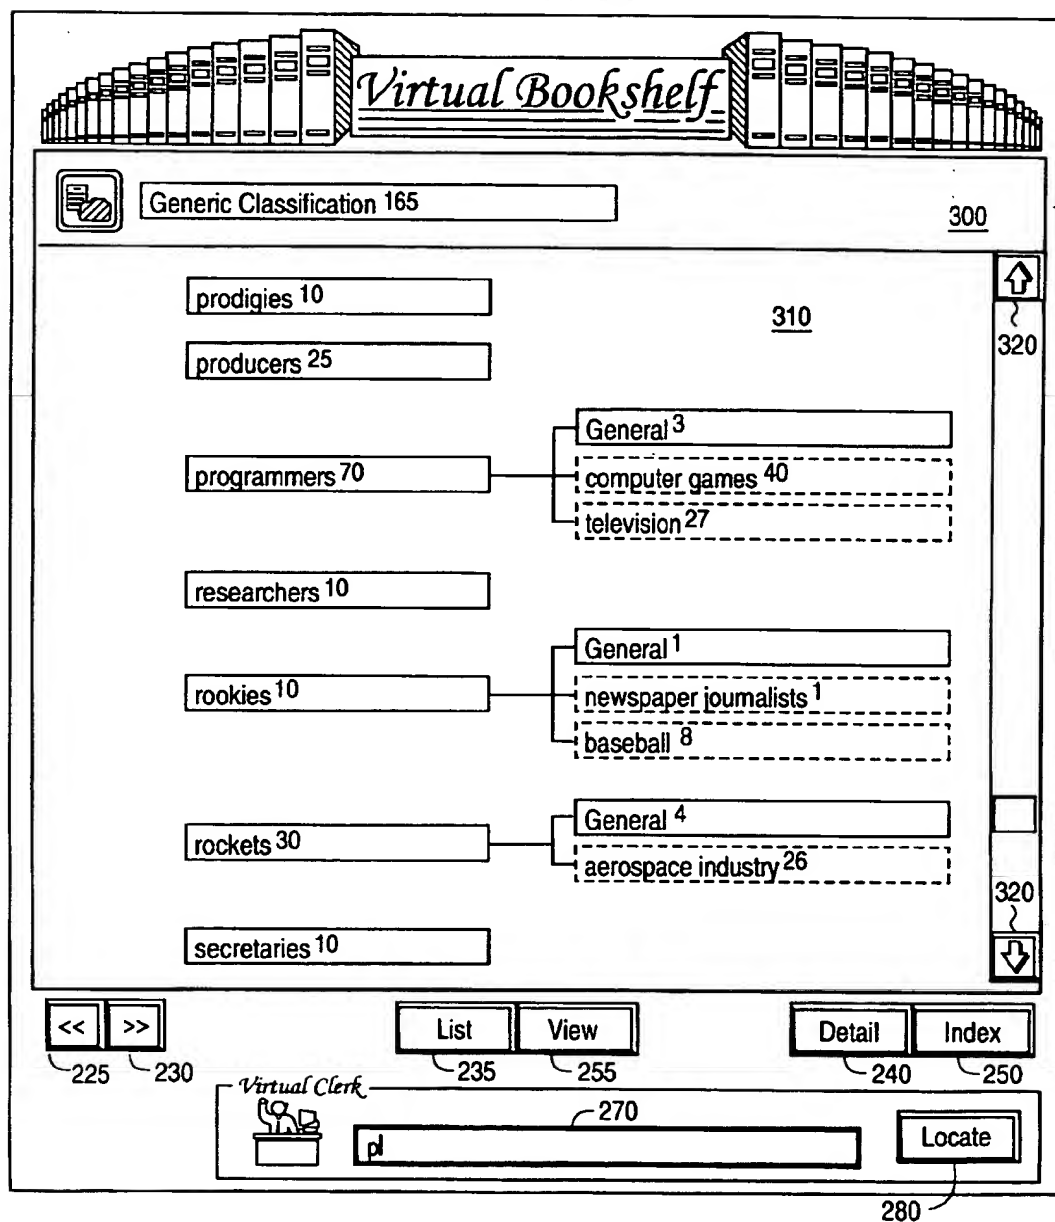 Virtual Bookshelf
Generic Classification 165
300
prodigies 10
310
320
producers 25
General 3
programmers 70
computer games 40
television 27
researchers 10
General 1
rookies 10
newspaper journalists 1
baseball 8
General 4
rockets 30
aerospace industry 26
320
secretaries 10
<< >> List View Detail Index
225 230 235 255 240 250
Virtual Clerk
270
pl
Locate
280